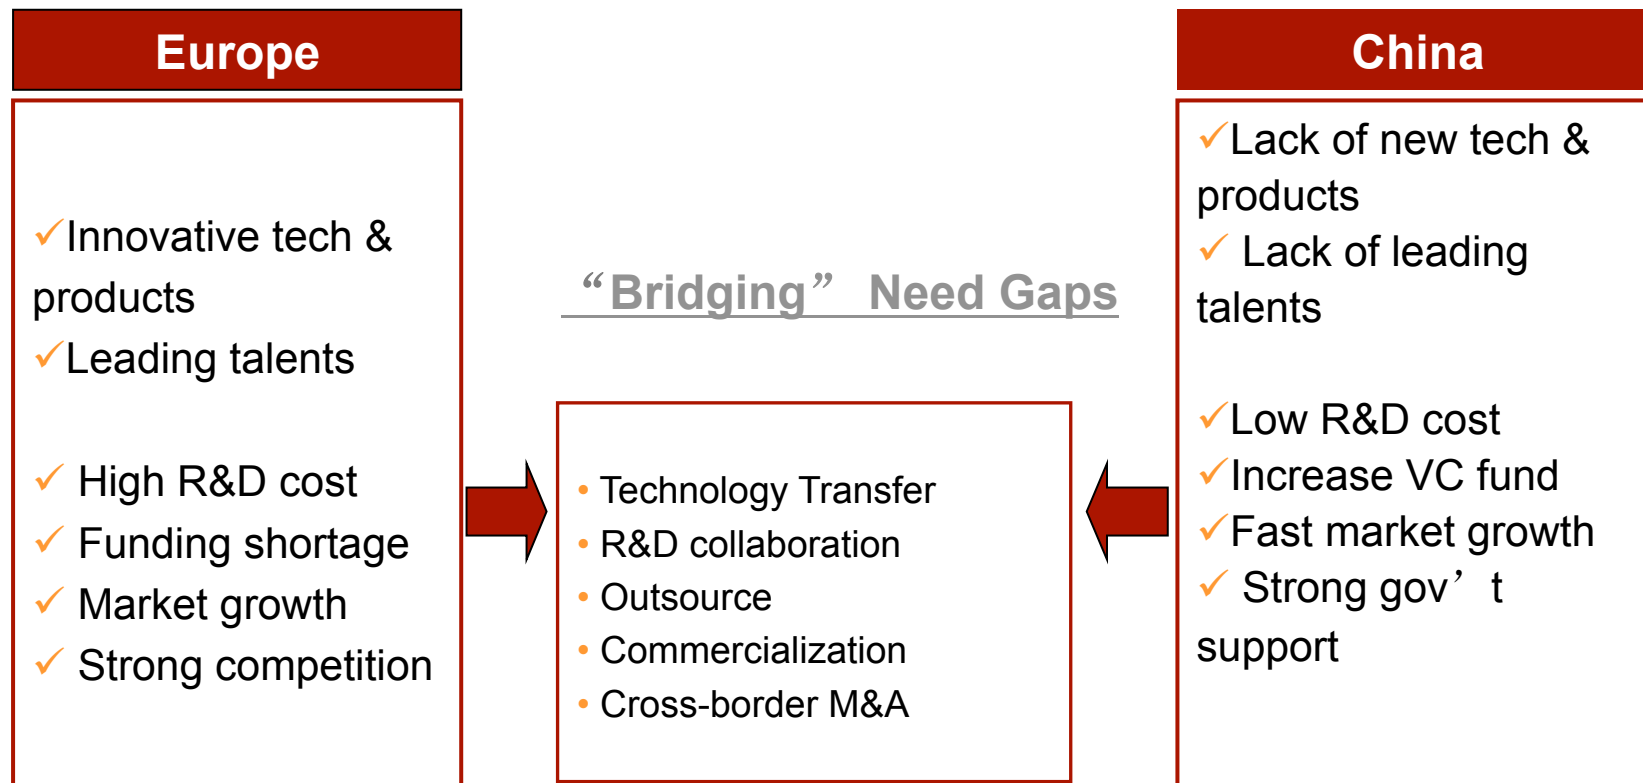 Europe
✓Innovative tech &
products
✓Leading talents
✓ High R&D cost
✓ Funding shortage
✓ Market growth
✓ Strong competition
“Bridging” Need Gaps
• Technology Transfer
• R&D collaboration
• Outsource
• Commercialization
• Cross-border M&A
China
✓Lack of new tech &
products
✓ Lack of leading
talents
✓Low R&D cost
✓Increase VC fund
✓Fast market growth
✓ Strong gov’ t
support